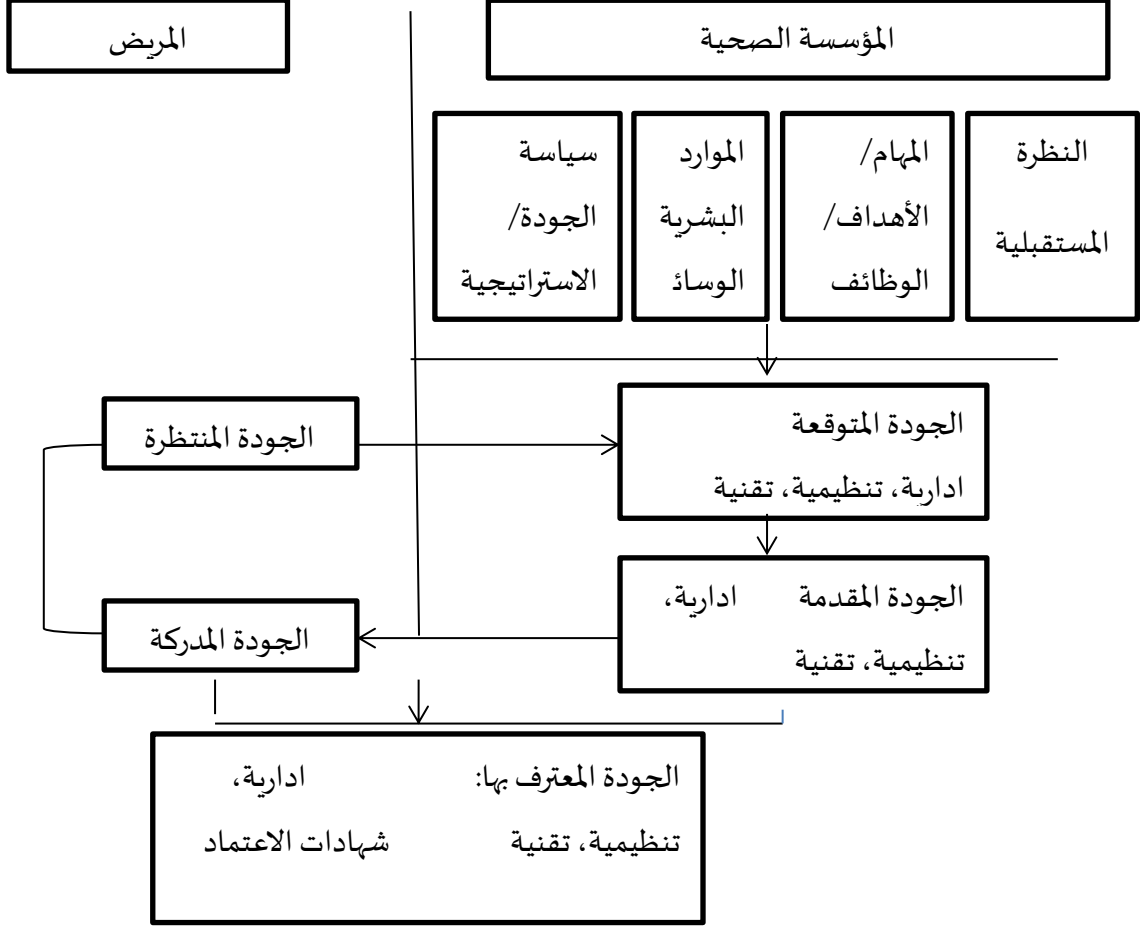 المؤسسة الصحية
المريض
النظرة
المستقبلية
المهام/
الأهداف/
الوظائف
الموارد
البشرية
الوسائ
سياسة
الجودة/
الاستراتيجية
الجودة المتوقعة
ادارية، تنظيمية، تقنية
الجودة المنتظرة
الجودة المقدمة ادارية،
تنظيمية، تقنية
الجودة المدركة
الجودة المعترف بها: ادارية،
تنظيمية، تقنية شهادات الاعتماد